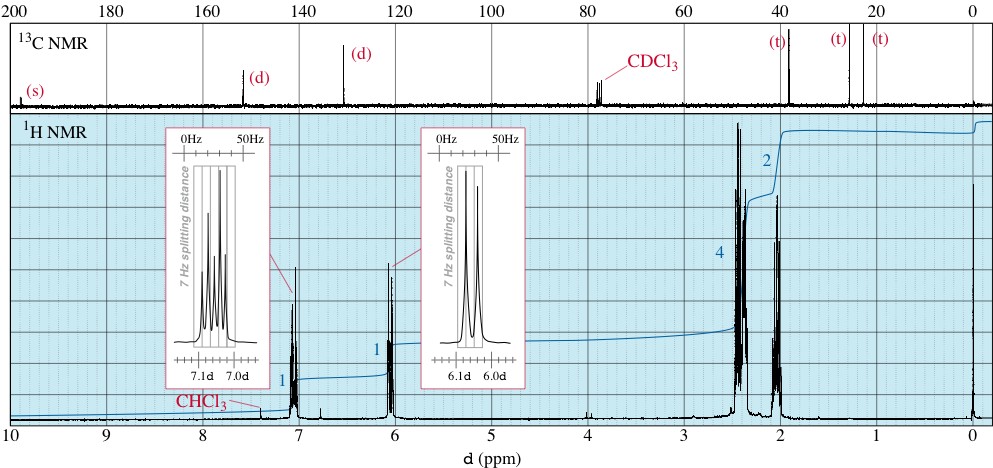 200 180 160 140 120 100 80 60 40 20 0
¹³C NMR
(s)
(d)
(d)
CDCl₃
(t)
(t)
(t)
¹H NMR
0Hz 50Hz
7 Hz splitting distance
7.1d 7.0d
0Hz 50Hz
7 Hz splitting distance
6.1d 6.0d
CHCl₃
1
1
4
2
10 9 8 7 6 5 4 3 2 1 0
d (ppm)